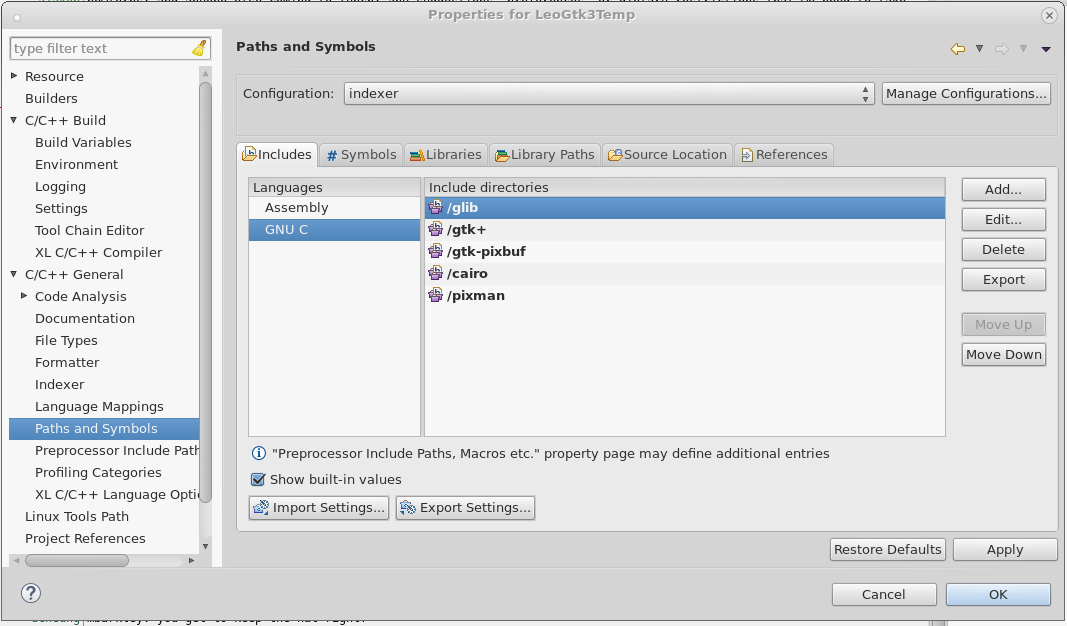 Properties for LeoGtk3Temp
type filter text
Resource
Builders
C/C++ Build
Build Variables
Environment
Logging
Settings
Tool Chain Editor
XL C/C++ Compiler
C/C++ General
Code Analysis
Documentation
File Types
Formatter
Indexer
Language Mappings
Paths and Symbols
Preprocessor Include Path
Profiling Categories
XL C/C++ Language Optio
Linux Tools Path
Project References
Paths and Symbols
Configuration: indexer Manage Configurations...
Includes # Symbols Libraries Library Paths Source Location References
Languages
Assembly
GNU C
Include directories
/glib
/gtk+
/gtk-pixbuf
/cairo
/pixman
Add...
Edit...
Delete
Export
Move Up
Move Down
"Preprocessor Include Paths, Macros etc." property page may define additional entries
Show built-in values
Import Settings... Export Settings...
Restore Defaults Apply
? Cancel OK